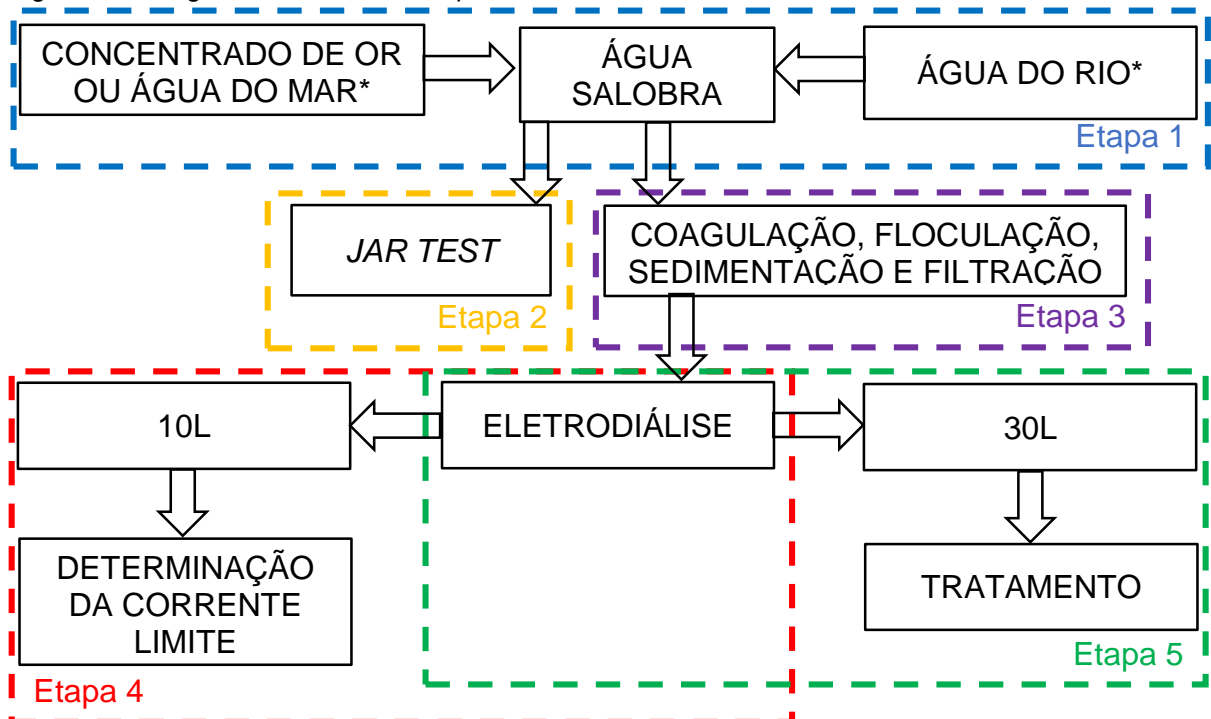 CONCENTRADO DE OR
OU ÁGUA DO MAR*
ÁGUA
SALOBRA
ÁGUA DO RIO*
Etapa 1
JAR TEST
Etapa 2
COAGULAÇÃO, FLOCULAÇÃO,
SEDIMENTAÇÃO E FILTRAÇÃO
Etapa 3
10L
ELETRODIÁLISE
30L
DETERMINAÇÃO
DA CORRENTE
LIMITE
TRATAMENTO
Etapa 4
Etapa 5